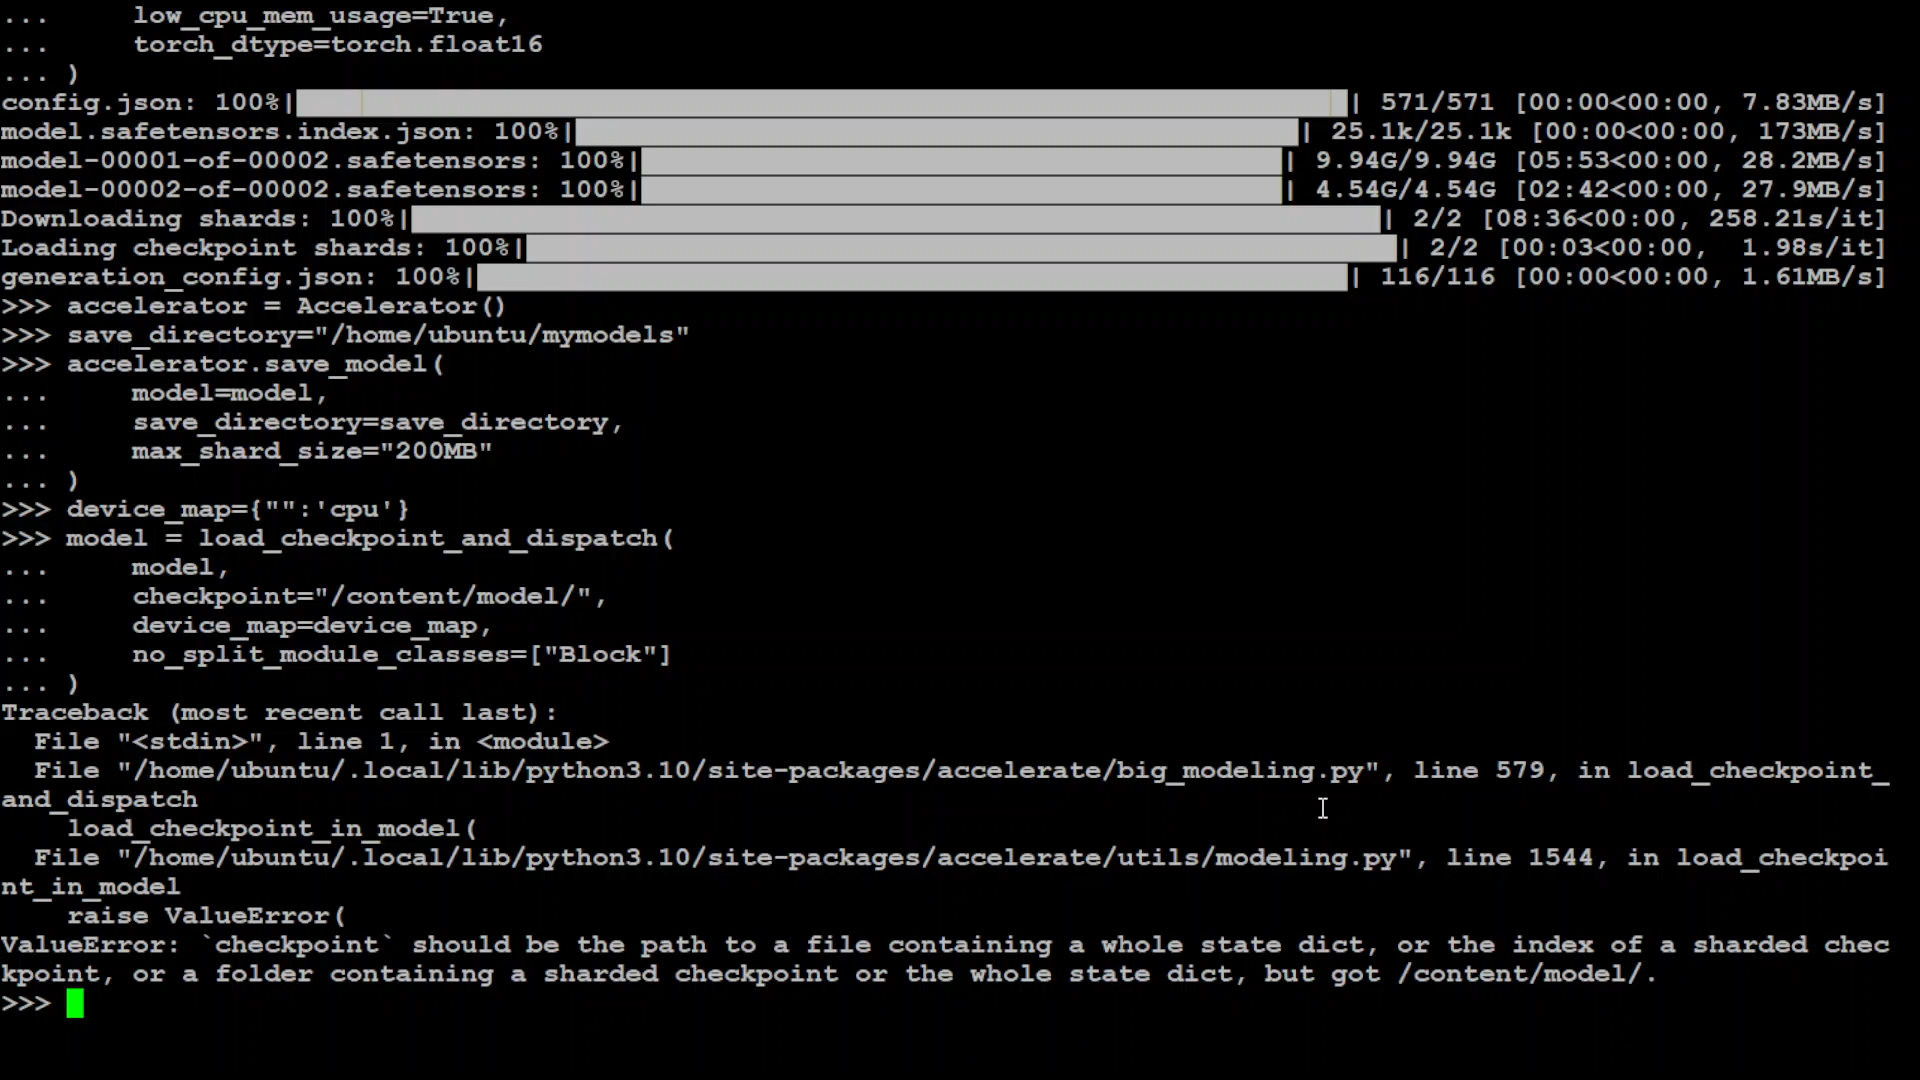 ...     low_cpu_mem_usage=True,
...     torch_dtype=torch.float16
... )
config.json: 100%|| 571/571 [00:00<00:00, 7.83MB/s]
model.safetensors.index.json: 100%|| 25.1k/25.1k [00:00<00:00, 173MB/s]
model-00001-of-00002.safetensors: 100%|| 9.94G/9.94G [05:53<00:00, 28.2MB/s]
model-00002-of-00002.safetensors: 100%|| 4.54G/4.54G [02:42<00:00, 27.9MB/s]
Downloading shards: 100%|| 2/2 [08:36<00:00, 258.21s/it]
Loading checkpoint shards: 100%|| 2/2 [00:03<00:00,  1.98s/it]
generation_config.json: 100%|| 116/116 [00:00<00:00, 1.61MB/s]
>>> accelerator = Accelerator()
>>> save_directory="/home/ubuntu/mymodels"
>>> accelerator.save_model(
...     model=model,
...     save_directory=save_directory,
...     max_shard_size="200MB"
... )
>>> device_map={"":'cpu'}
>>> model = load_checkpoint_and_dispatch(
...     model,
...     checkpoint="/content/model/",
...     device_map=device_map,
...     no_split_module_classes=["Block"]
... )
Traceback (most recent call last):
  File "<stdin>", line 1, in <module>
  File "/home/ubuntu/.local/lib/python3.10/site-packages/accelerate/big_modeling.py", line 579, in load_checkpoint_
and_dispatch
    load_checkpoint_in_model(
  File "/home/ubuntu/.local/lib/python3.10/site-packages/accelerate/utils/modeling.py", line 1544, in load_checkpoi
nt_in_model
    raise ValueError(
ValueError: `checkpoint` should be the path to a file containing a whole state dict, or the index of a sharded chec
kpoint, or a folder containing a sharded checkpoint or the whole state dict, but got /content/model/.
>>>